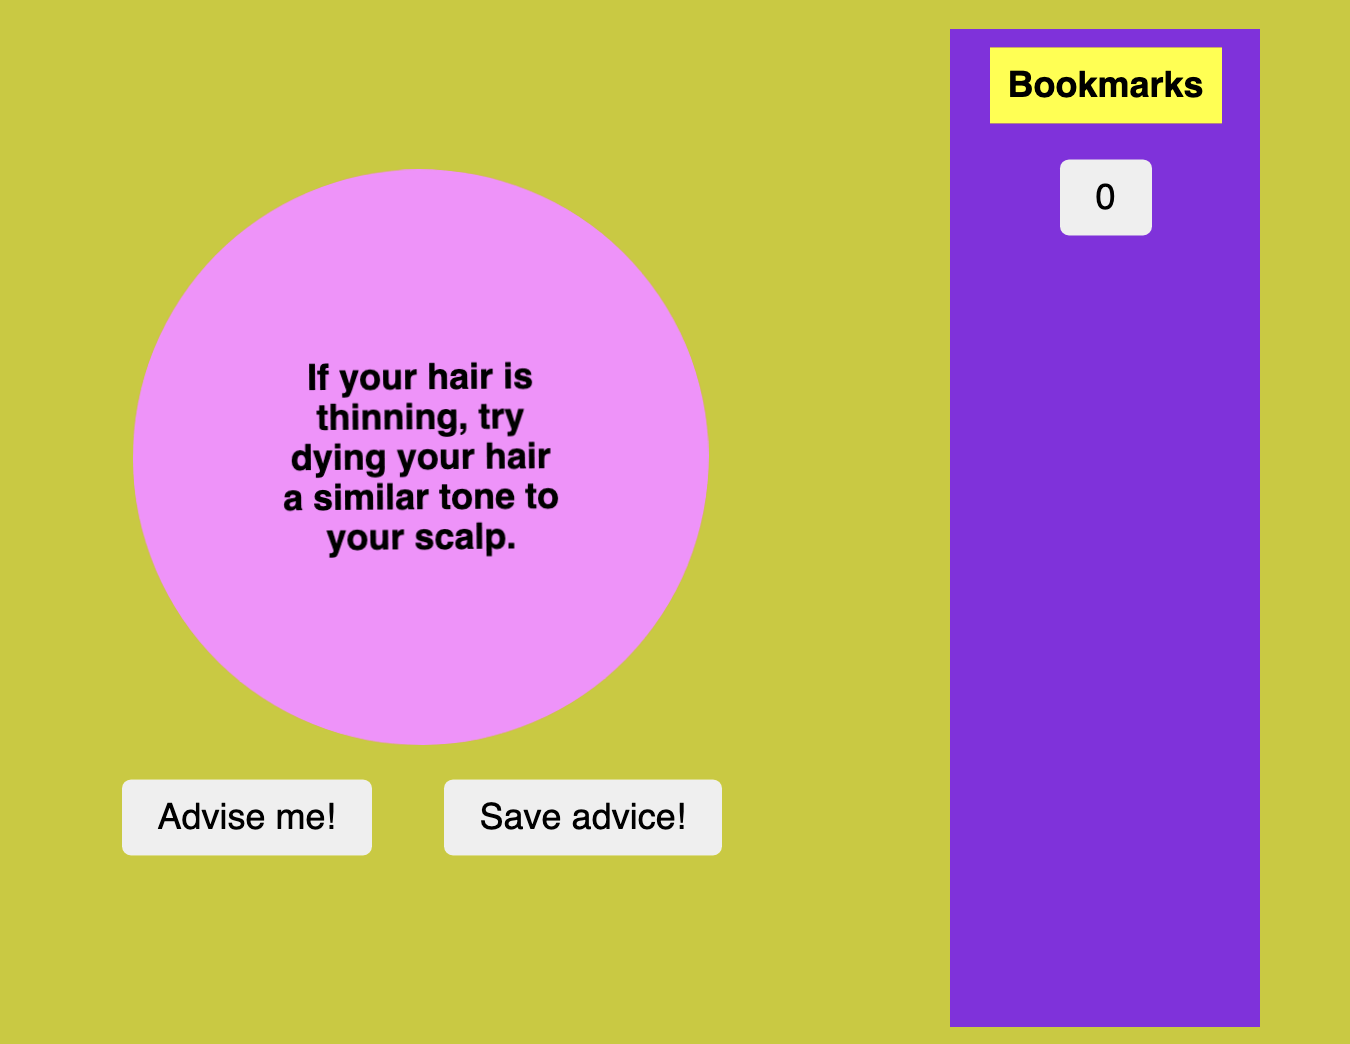 If your hair is
thinning, try
dying your hair
a similar tone to
your scalp.
Advise me!
Save advice!
Bookmarks
0